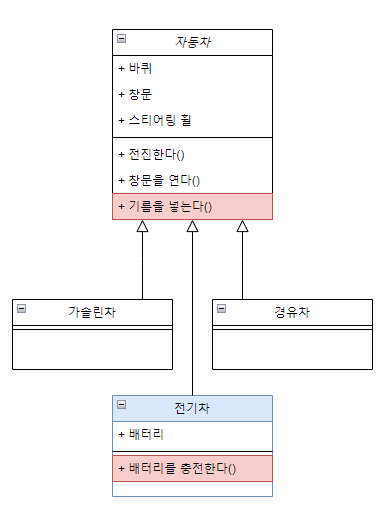 자동차
+ 바퀴
+ 창문
+ 스티어링 휠
+ 전진한다()
+ 창문을 연다()
+ 기름을 넣는다()
가솔린차
경유차
전기차
+ 배터리
+ 배터리를 충전한다()